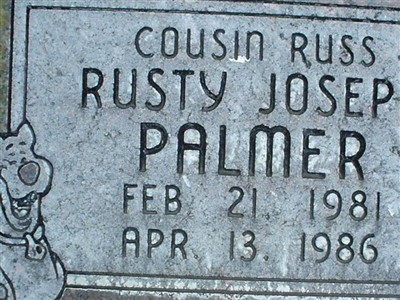 COUSIN RUSS
RUSTY JOSEP
PALMER
FEB 21 1981
APR. 13. 1986